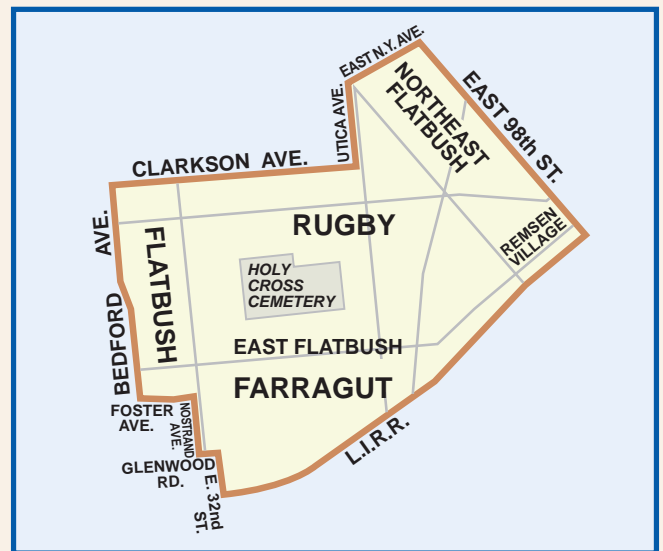 EAST N.Y. AVE.
UTICA AVE.
NORTHEAST
FLATBUSH
EAST 98th ST.
CLARKSON AVE.
REMSEN
VILLAGE
RUGBY
BEDFORD AVE.
FLATBUSH
HOLY
CROSS
CEMETERY
EAST FLATBUSH
FARRAGUT
FOSTER
AVE.
NOSTRAND
AVE.
L.I.R.R.
GLENWOOD
RD.
E. 32nd
ST.